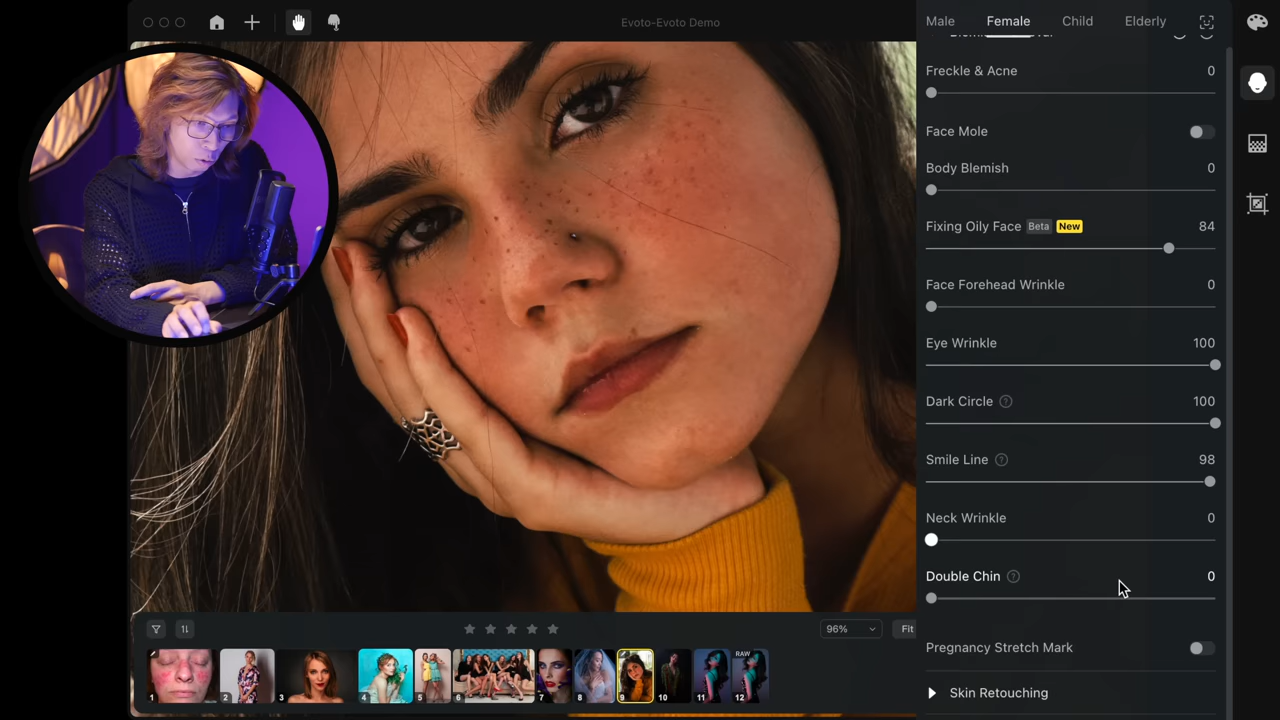 Evoto-Evoto Demo
Male Female Child Elderly
Freckle & Acne 0
Face Mole
Body Blemish 0
Fixing Oily Face Beta New 84
Face Forehead Wrinkle 0
Eye Wrinkle 100
Dark Circle ? 100
Smile Line ? 98
Neck Wrinkle 0
Double Chin ? 0
Pregnancy Stretch Mark
Skin Retouching
96% Fit
RAW
1 2 3 4 5 6 7 8 9 10 11 12